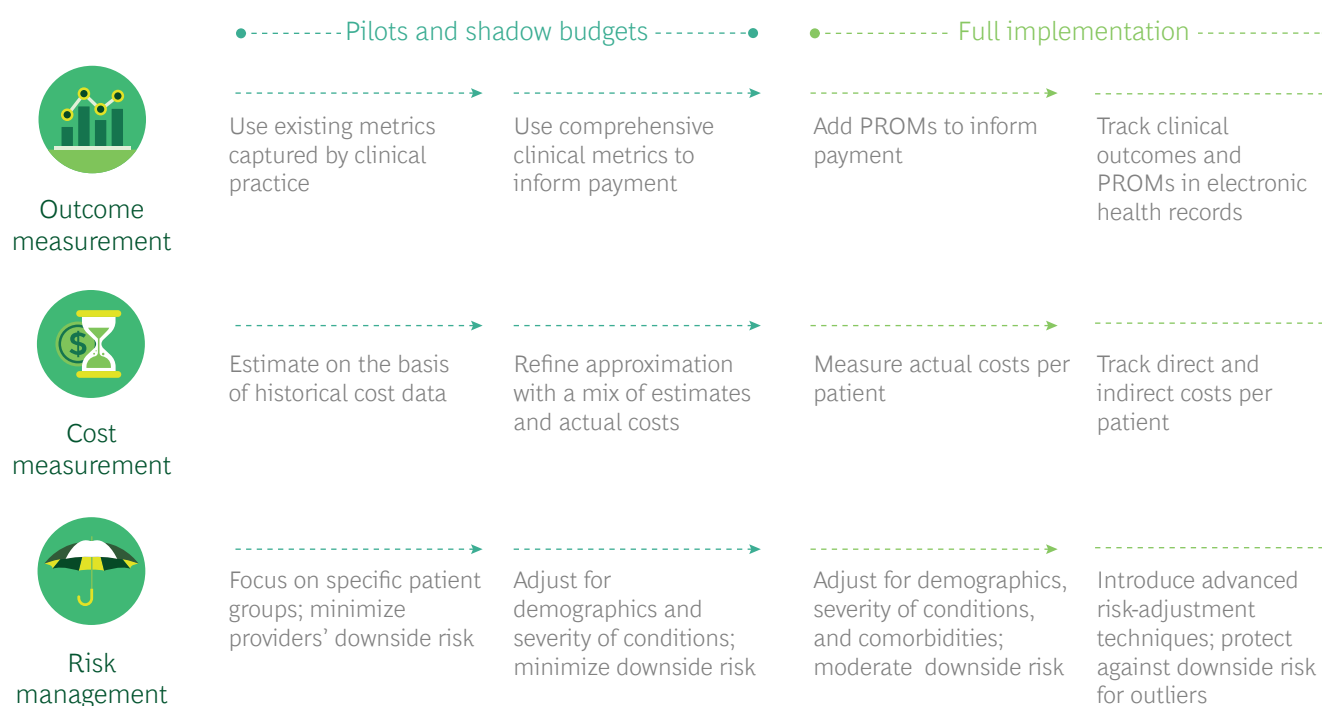 Pilots and shadow budgets
Full implementation
Outcome
measurement
Use existing metrics
captured by clinical
practice
Use comprehensive
clinical metrics to
inform payment
Add PROMs to inform
payment
Track clinical
outcomes and
PROMs in electronic
health records
$
Cost
measurement
Estimate on the basis
of historical cost data
Refine approximation
with a mix of estimates
and actual costs
Measure actual costs per
patient
Track direct and
indirect costs per
patient
Risk
management
Focus on specific patient
groups; minimize
providers’ downside risk
Adjust for
demographics and
severity of conditions;
minimize downside risk
Adjust for demographics,
severity of conditions,
and comorbidities;
moderate downside risk
Introduce advanced
risk-adjustment
techniques; protect
against downside risk
for outliers